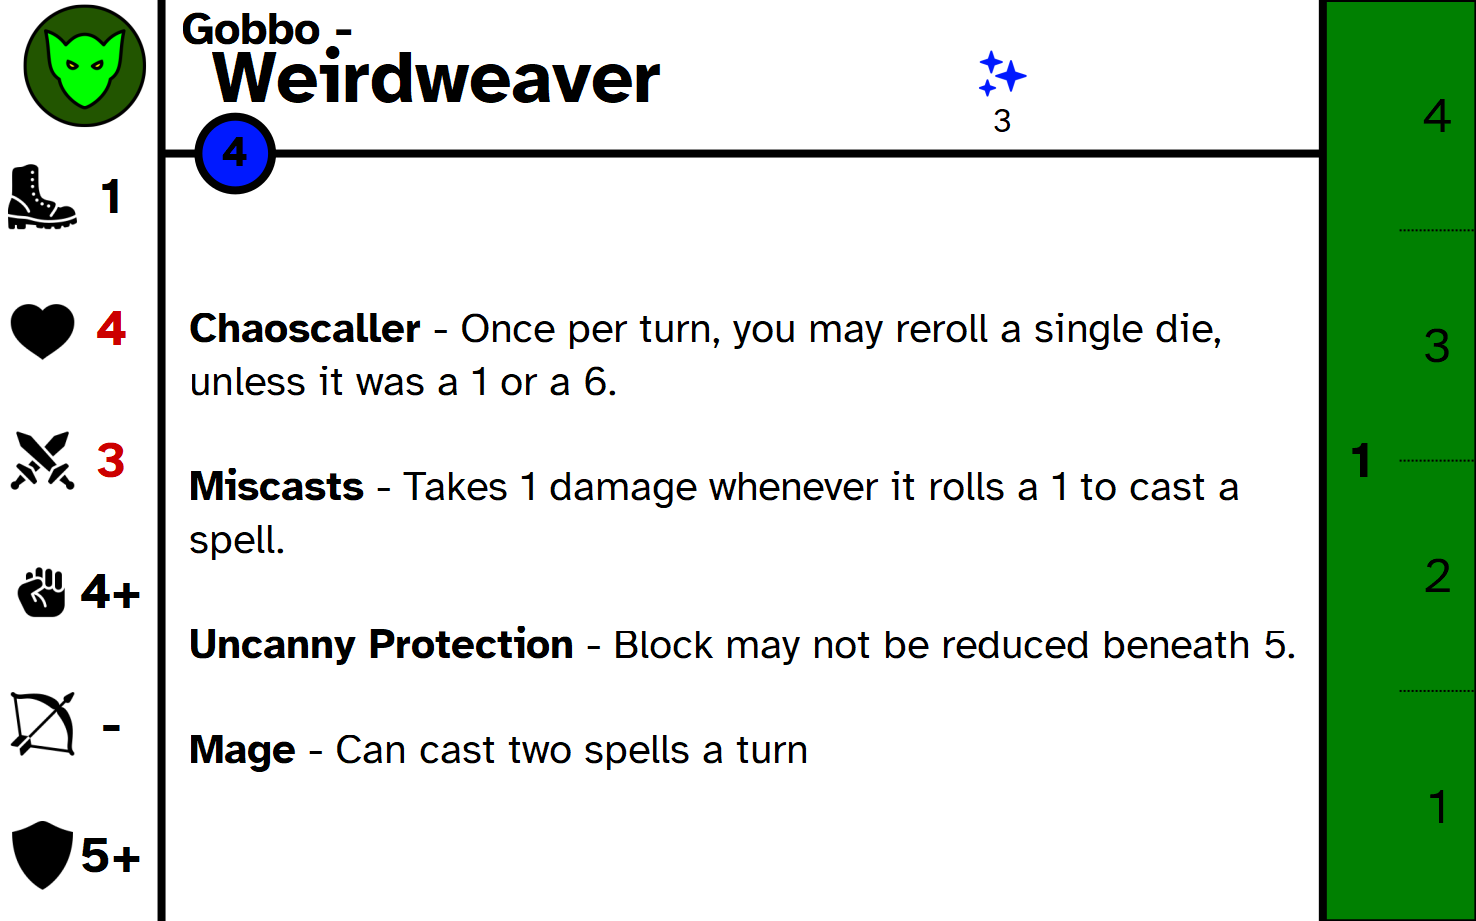 Gobbo -
Weirdweaver
3
4
1
4
3
4+
-
5+
Chaoscaller - Once per turn, you may reroll a single die,
unless it was a 1 or a 6.
Miscasts - Takes 1 damage whenever it rolls a 1 to cast a
spell.
Uncanny Protection - Block may not be reduced beneath 5.
Mage - Can cast two spells a turn
1
4
3
2
1